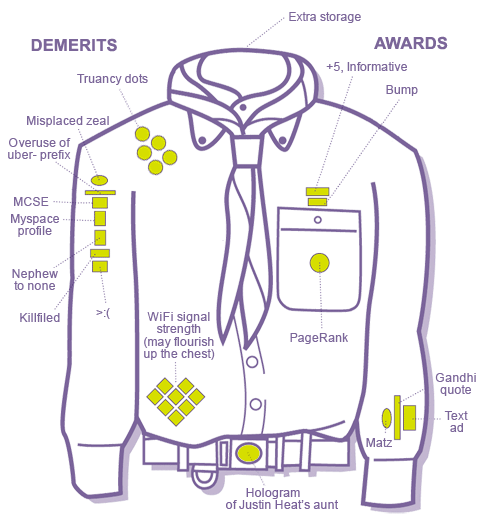 Extra storage
DEMERITS
AWARDS
Truancy dots
+5, Informative
Bump
Misplaced zeal
Overuse of
uber- prefix
MCSE
Myspace
profile
Nephew
to none
Killfiled
>:(
WiFi signal
strength
(may flourish
up the chest)
PageRank
Gandhi
quote
Text
ad
Matz
Hologram
of Justin Heat's aunt